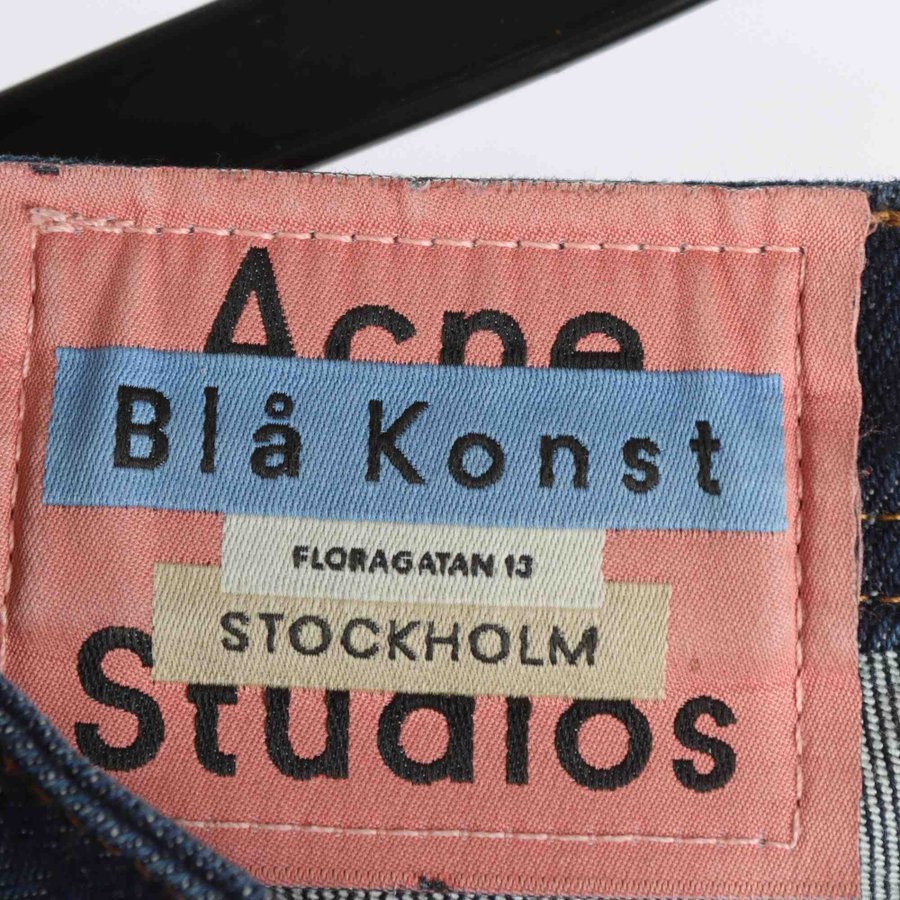 Acne
Blå Konst
FLORAGATAN 13
STOCKHOLM
Studios